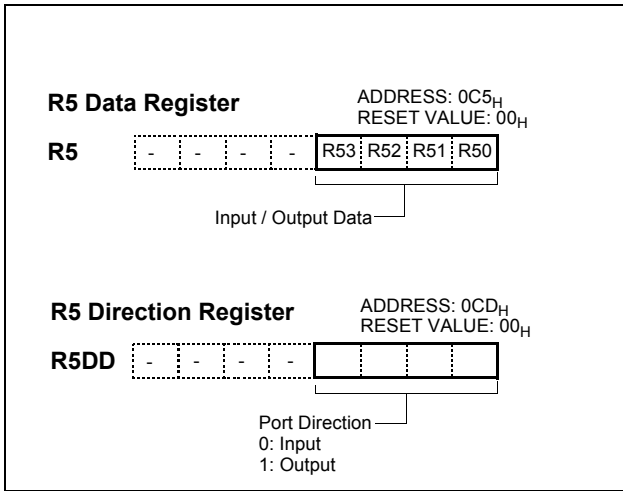 R5 Data Register
ADDRESS: 0C5H
RESET VALUE: 00H
R5 - - - - R53 R52 R51 R50
Input / Output Data
R5 Direction Register
ADDRESS: 0CDH
RESET VALUE: 00H
R5DD - - - -
Port Direction
0: Input
1: Output